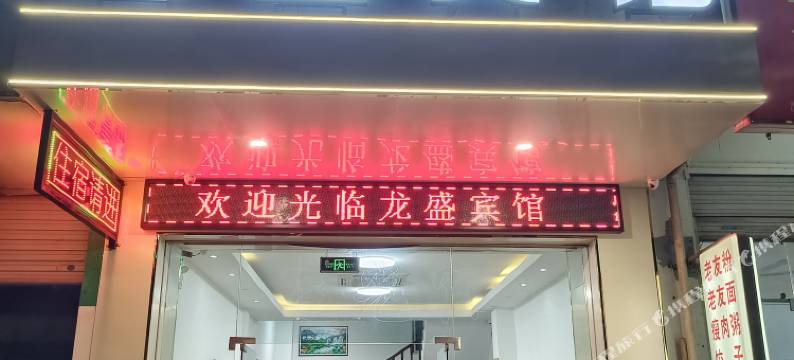 住宿请进
欢迎光临龙盛宾馆
老友粉
老友面
瘦肉粥